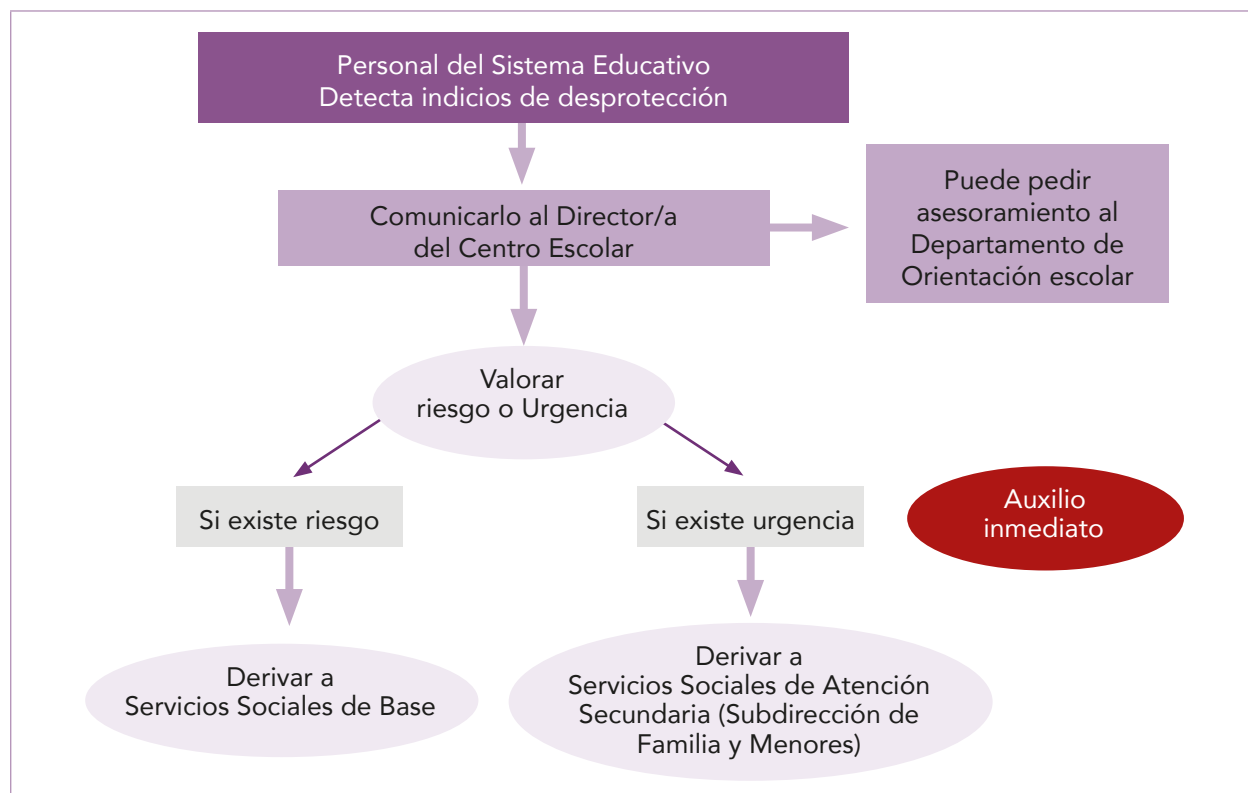 Personal del Sistema Educativo
Detecta indicios de desprotección
Comunicarlo al Director/a
del Centro Escolar
Puede pedir
asesoramiento al
Departamento de
Orientación escolar
Valorar
riesgo o Urgencia
Si existe riesgo
Si existe urgencia
Auxilio
inmediato
Derivar a
Servicios Sociales de Base
Derivar a
Servicios Sociales de Atención
Secundaria (Subdirección de
Familia y Menores)